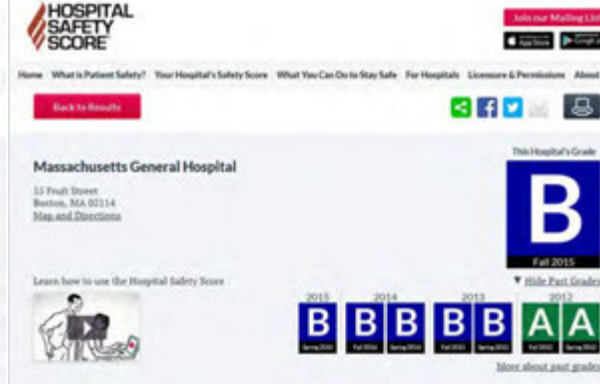 HOSPITAL
SAFETY
SCORE
Join our Mailing List
App Store
Google
Home What is Patient Safety? Your Hospital's Safety Score What You Can Do to Stay Safe For Hospitals Licensure & Permissions About
Back to Results
This Hospital's Grade
Massachusetts General Hospital
55 Fruit Street
Boston, MA 02114
Map and Directions
B
Fall 2015
Hide Past Grades
Learn how to use the Hospital Safety Score
2015 2014 2013 2012
B B B B B A A
More about past grades